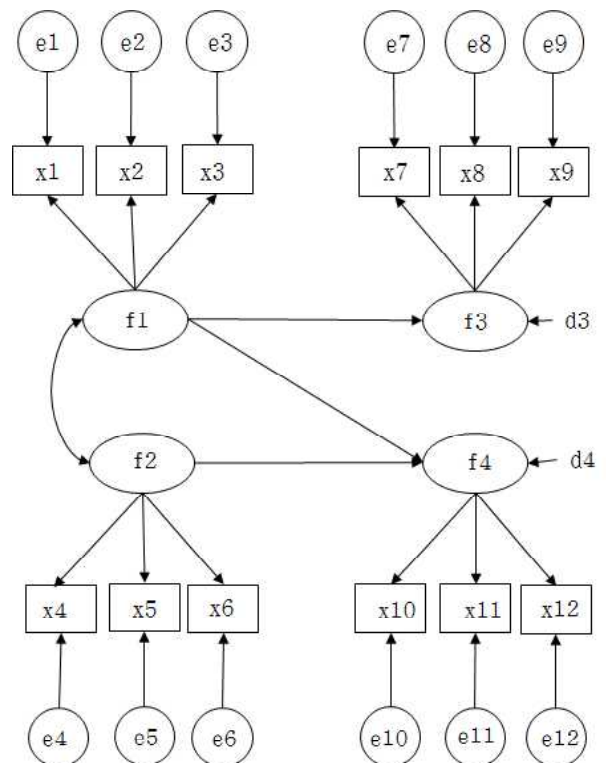 e1 e2 e3 e7 e8 e9
x1 x2 x3 x7 x8 x9
f1 f3 d3
f2 f4 d4
x4 x5 x6 x10 x11 x12
e4 e5 e6 e10 e11 e12